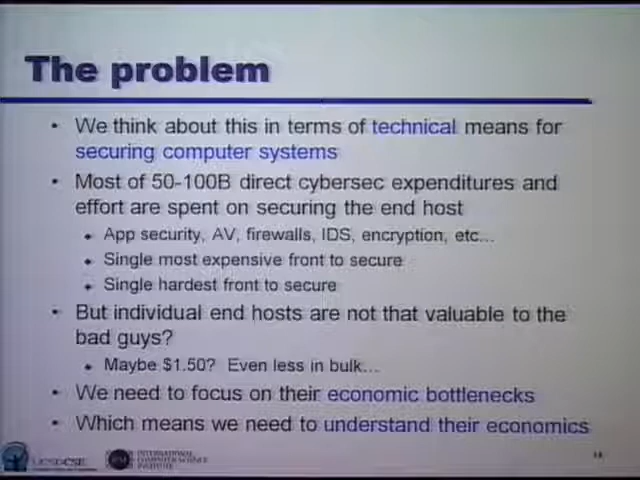 The problem
• We think about this in terms of technical means for
securing computer systems
• Most of 50-100B direct cybersec expenditures and
effort are spent on securing the end host
• App security, AV, firewalls, IDS, encryption, etc...
• Single most expensive front to secure
• Single hardest front to secure
• But individual end hosts are not that valuable to the
bad guys?
• Maybe $1.50? Even less in bulk...
• We need to focus on their economic bottlenecks
• Which means we need to understand their economics
INTERNATIONAL
COMPUTER SCIENCE
INSTITUTE